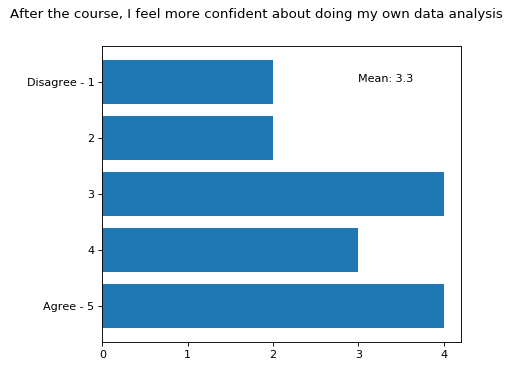 After the course, I feel more confident about doing my own data analysis
Disagree - 1
Mean: 3.3
2
3
4
Agree - 5
0 1 2 3 4